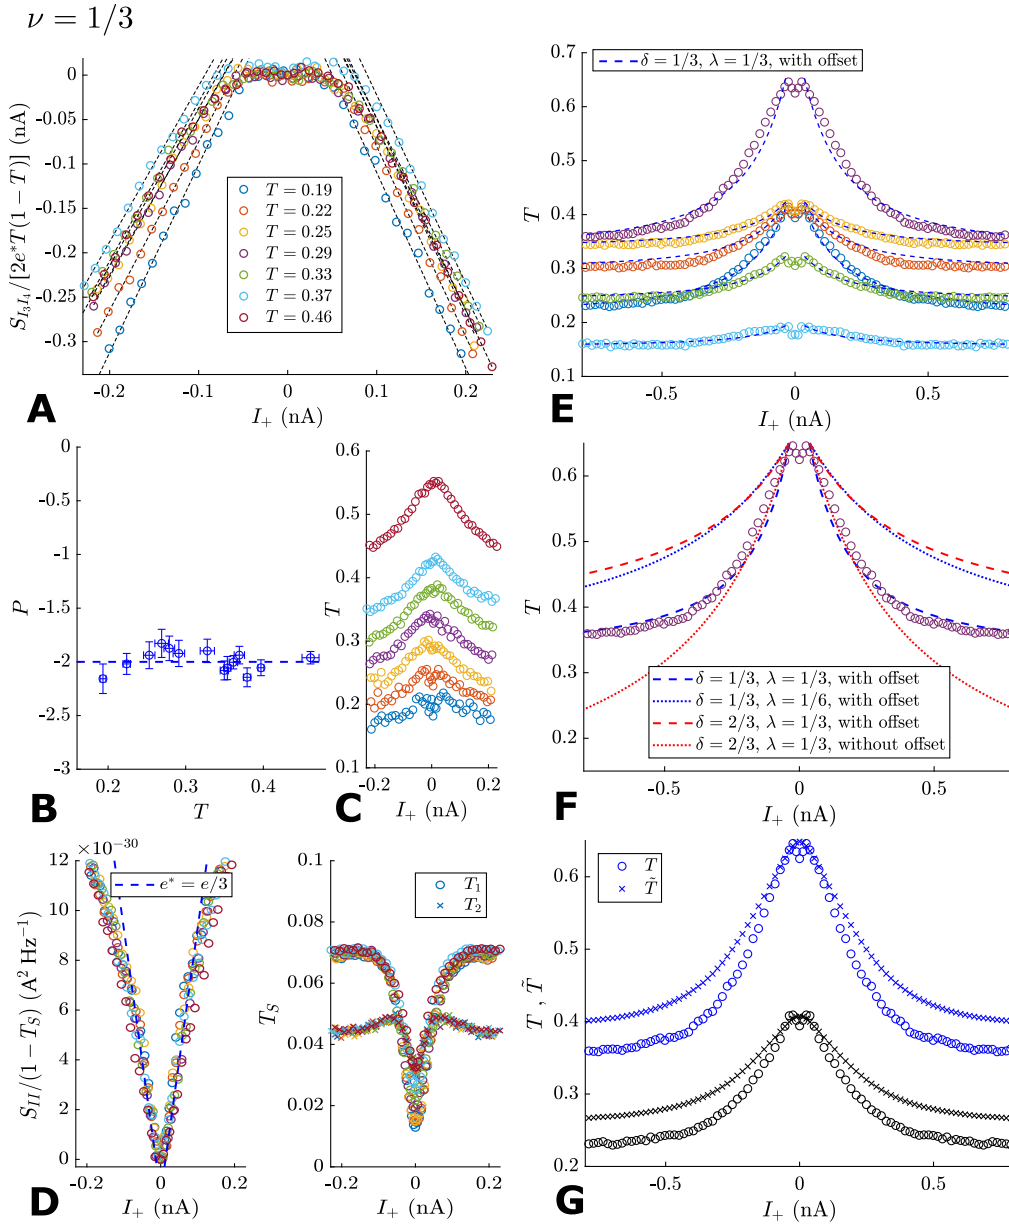 ν = 1/3
0
-0.05
-0.1
-0.15
-0.2
-0.25
-0.3
S_{I_3 I_4}/[2e*T(1 − T)] (nA)
T = 0.19
T = 0.22
T = 0.25
T = 0.29
T = 0.33
T = 0.37
T = 0.46
-0.2 -0.1 0 0.1 0.2
I_+ (nA)
A
0.7
0.6
0.5
0.4
0.3
0.2
0.1
T
δ = 1/3, λ = 1/3, with offset
-0.5 0 0.5
I_+ (nA)
E
0
-0.5
-1
-1.5
-2
-2.5
-3
P
0.2 0.3 0.4
T
B
0.6
0.5
0.4
0.3
0.2
0.1
T
-0.2 0 0.2
I_+ (nA)
C
0.6
0.5
0.4
0.3
0.2
T
δ = 1/3, λ = 1/3, with offset
δ = 1/3, λ = 1/6, with offset
δ = 2/3, λ = 1/3, with offset
δ = 2/3, λ = 1/3, without offset
-0.5 0 0.5
I_+ (nA)
F
×10^{-30}
12
10
8
6
4
2
0
S_{II}/(1 − T_S) (A² Hz⁻¹)
e* = e/3
-0.2 0 0.2
I_+ (nA)
D
0.1
0.08
0.06
0.04
0.02
0
T_S
T_1
T_2
-0.2 0 0.2
I_+ (nA)
0.6
0.5
0.4
0.3
0.2
T, T̃
T
T̃
-0.5 0 0.5
I_+ (nA)
G